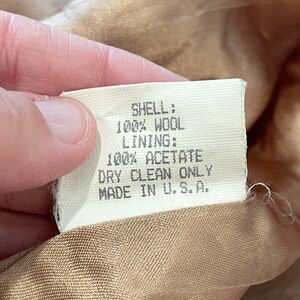 SHELL:
100% WOOL
LINING:
100% ACETATE
DRY CLEAN ONLY
MADE IN U.S.A.